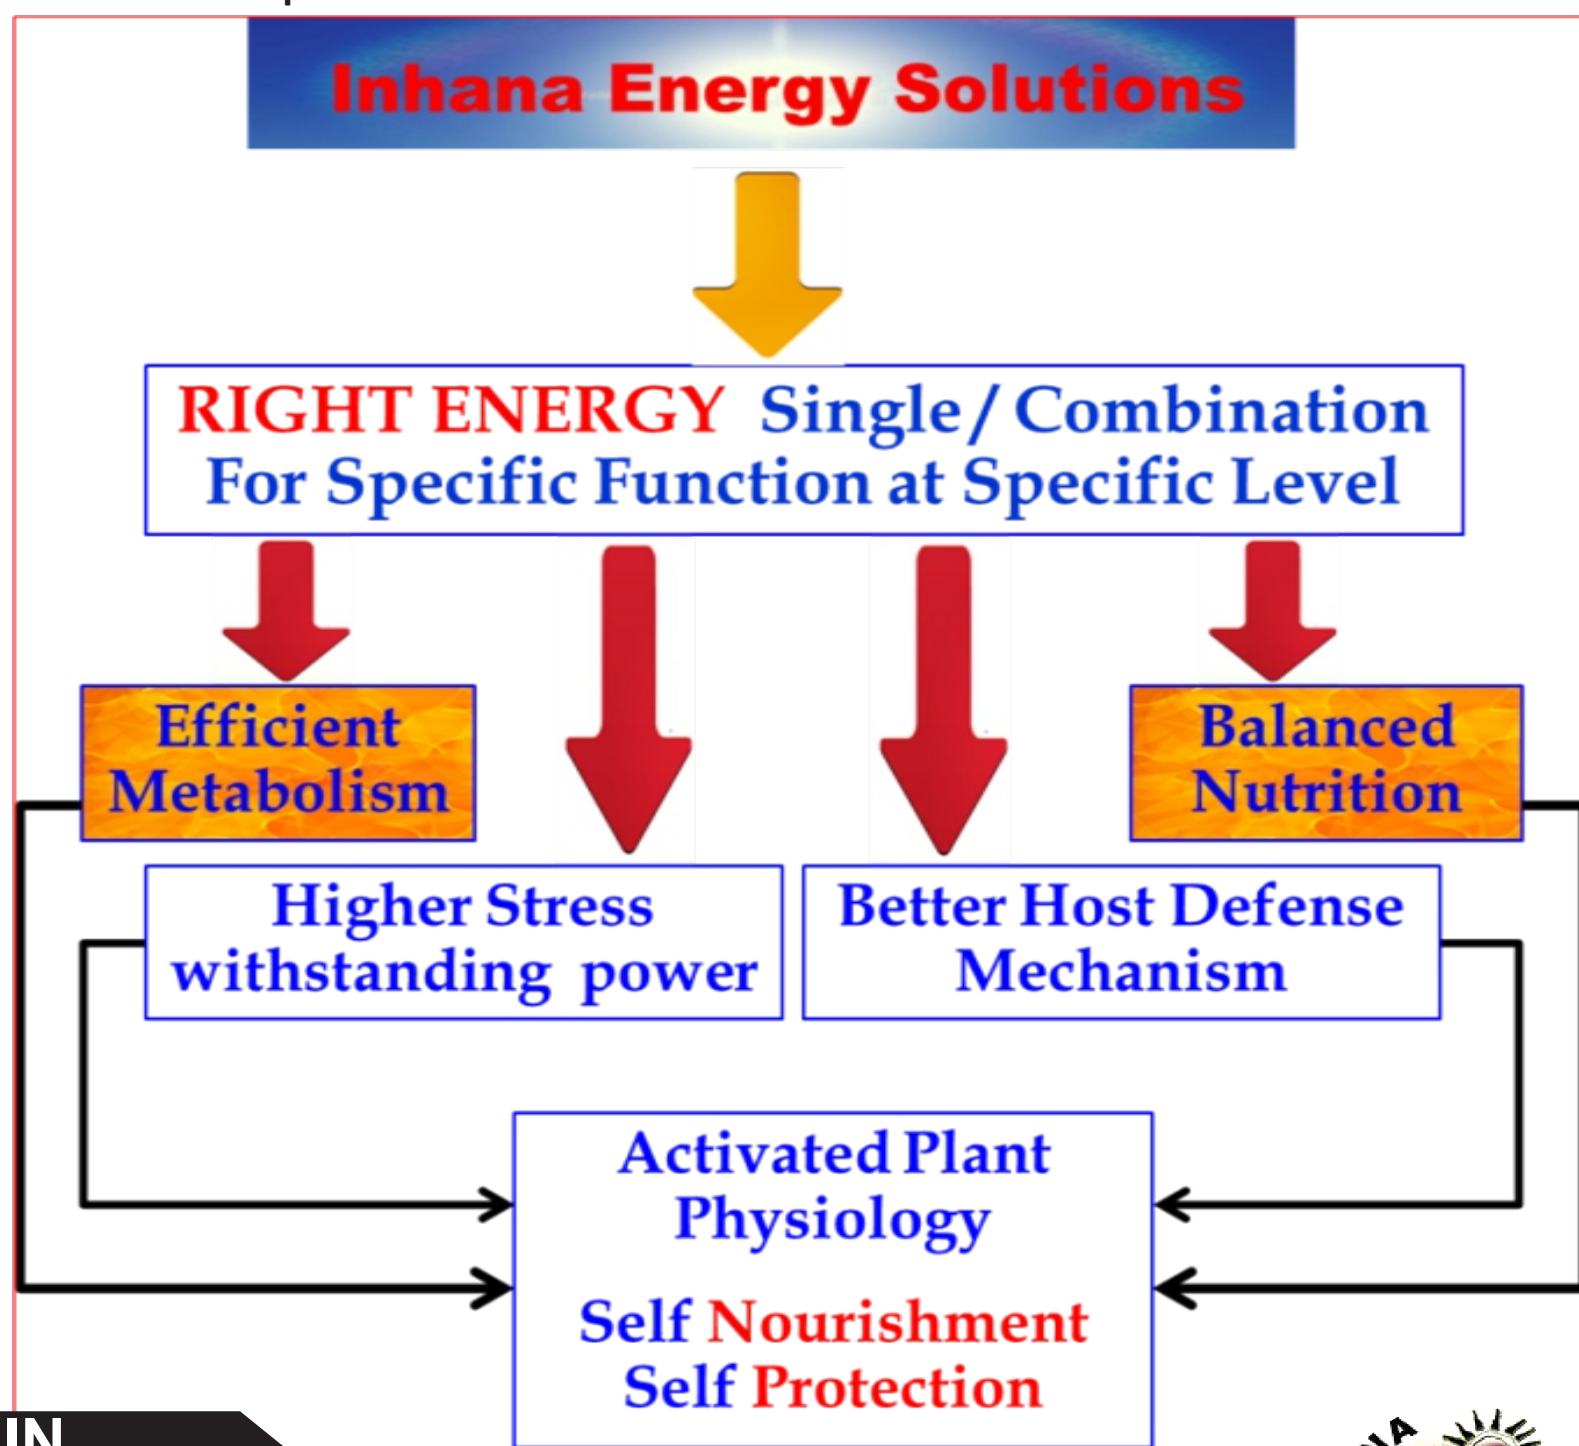 Inhana Energy Solutions
RIGHT ENERGY Single/Combination
For Specific Function at Specific Level
Efficient
Metabolism
Balanced
Nutrition
Higher Stress
withstanding power
Better Host Defense
Mechanism
Activated Plant
Physiology
Self Nourishment
Self Protection
IN